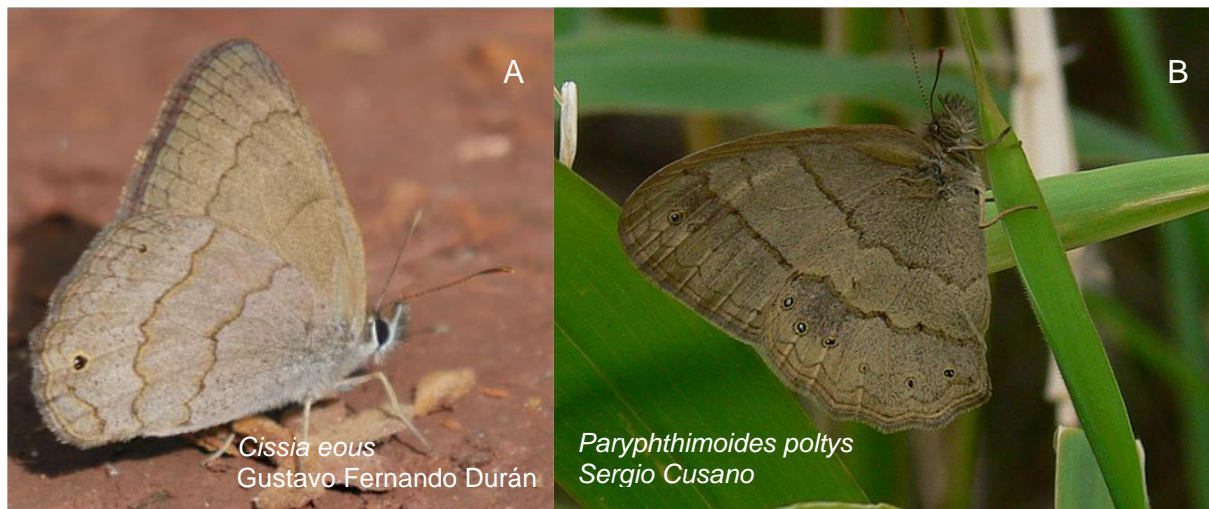 A
Cissia eous
Gustavo Fernando Durán
B
Paryphthimoides poltys
Sergio Cusano